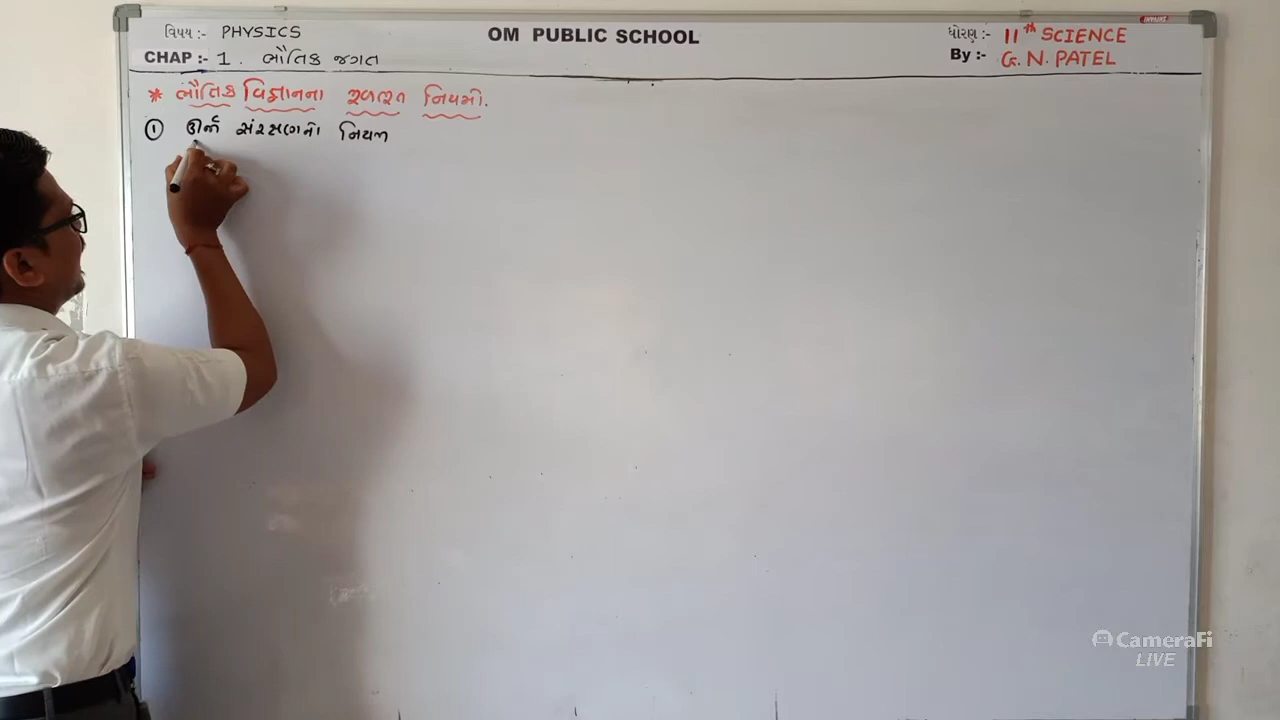 વિષય :- PHYSICS
OM PUBLIC SCHOOL
ધોરણ :- 11th SCIENCE
CHAP :- 1. ભૌતિક જગત
By :- G. N. PATEL
* ભૌતિક વિજ્ઞાનના મૂળભૂત નિયમો.
① ઊર્જા સંરક્ષણનો નિયમ
CameraFi
LIVE